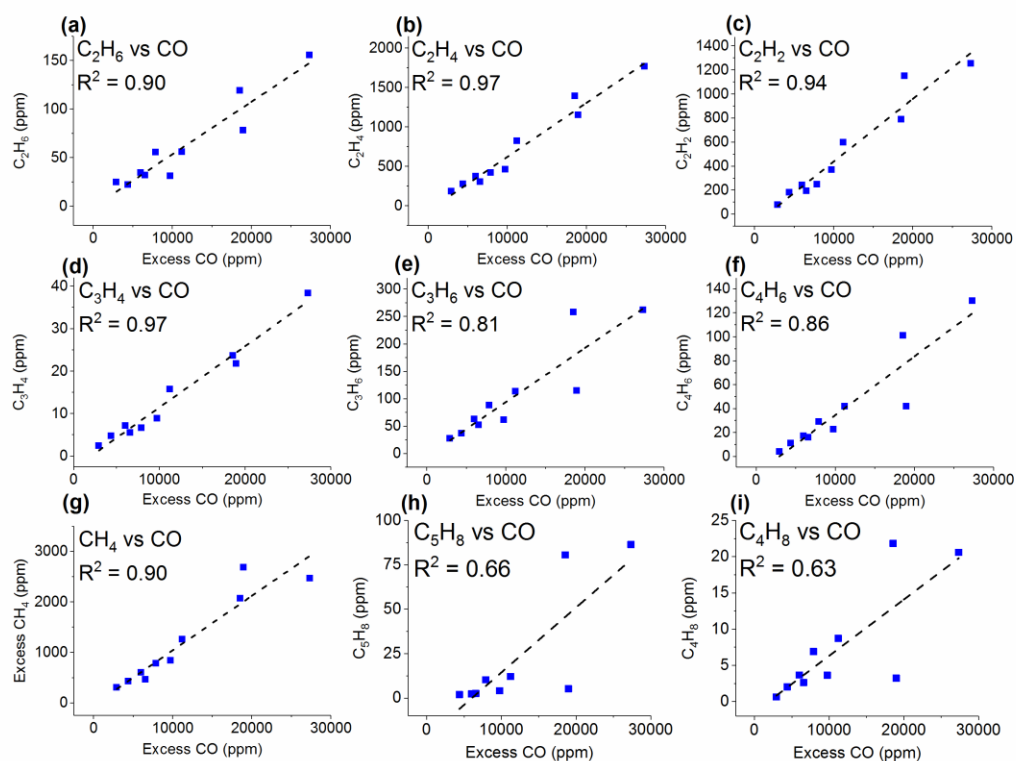 (a)
C₂H₆ vs CO
R² = 0.90
150
100
50
0
C₂H₆ (ppm)
0 10000 20000 30000
Excess CO (ppm)
(b)
C₂H₄ vs CO
R² = 0.97
2000
1500
1000
500
0
C₂H₄ (ppm)
0 10000 20000 30000
Excess CO (ppm)
(c)
C₂H₂ vs CO
R² = 0.94
1400
1200
1000
800
600
400
200
0
C₂H₂ (ppm)
0 10000 20000 30000
Excess CO (ppm)
(d)
C₃H₄ vs CO
R² = 0.97
40
30
20
10
0
C₃H₄ (ppm)
0 10000 20000 30000
Excess CO (ppm)
(e)
C₃H₆ vs CO
R² = 0.81
300
250
200
150
100
50
0
C₃H₆ (ppm)
0 10000 20000 30000
Excess CO (ppm)
(f)
C₄H₆ vs CO
R² = 0.86
140
120
100
80
60
40
20
0
C₄H₆ (ppm)
0 10000 20000 30000
Excess CO (ppm)
(g)
CH₄ vs CO
R² = 0.90
3000
2000
1000
0
Excess CH₄ (ppm)
0 10000 20000 30000
Excess CO (ppm)
(h)
C₅H₈ vs CO
R² = 0.66
100
75
50
25
0
C₅H₈ (ppm)
0 10000 20000 30000
Excess CO (ppm)
(i)
C₄H₈ vs CO
R² = 0.63
25
20
15
10
5
0
C₄H₈ (ppm)
0 10000 20000 30000
Excess CO (ppm)